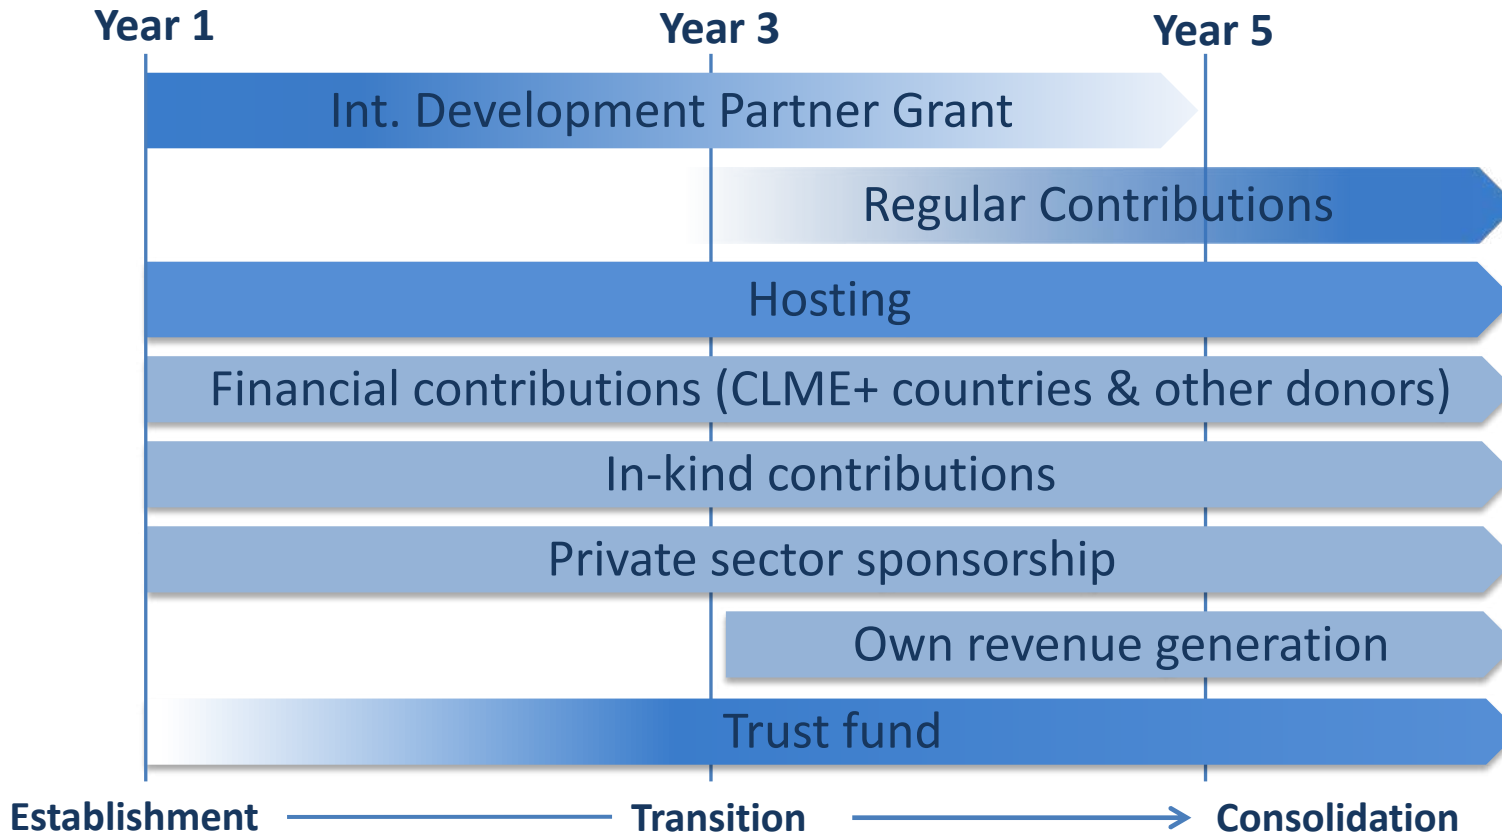 Year 1
Year 3
Year 5
Int. Development Partner Grant
Regular Contributions
Hosting
Financial contributions (CLME+ countries & other donors)
In-kind contributions
Private sector sponsorship
Own revenue generation
Trust fund
Establishment
Transition
Consolidation